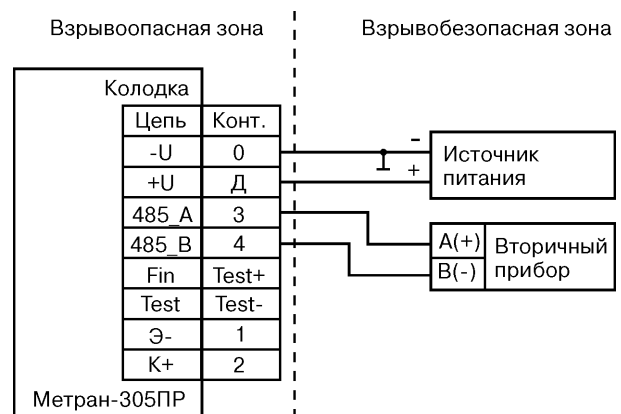 Взрывоопасная зона
Взрывобезопасная зона
Колодка
Цепь Конт.
-U 0
+U Д
485_A 3
485_B 4
Fin Test+
Test Test-
Э- 1
К+ 2
Метран-305ПР
–
+
Источник
питания
A(+)
B(-)
Вторичный
прибор